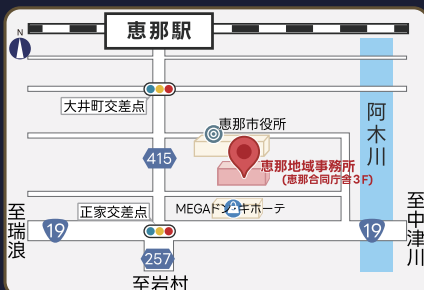 恵那駅
N
大井町交差点
恵那市役所
阿木川
415
恵那地域事務所
(恵那合同庁舎3F)
正家交差点
MEGAドンキホーテ
至瑞浪
19
19
至中津川
257
至岩村